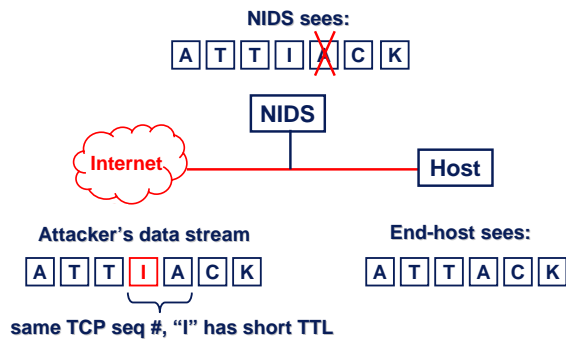 NIDS sees:
A T T I A C K
NIDS
Internet
Host
Attacker's data stream
End-host sees:
A T T I A C K
A T T A C K
same TCP seq #, “I” has short TTL